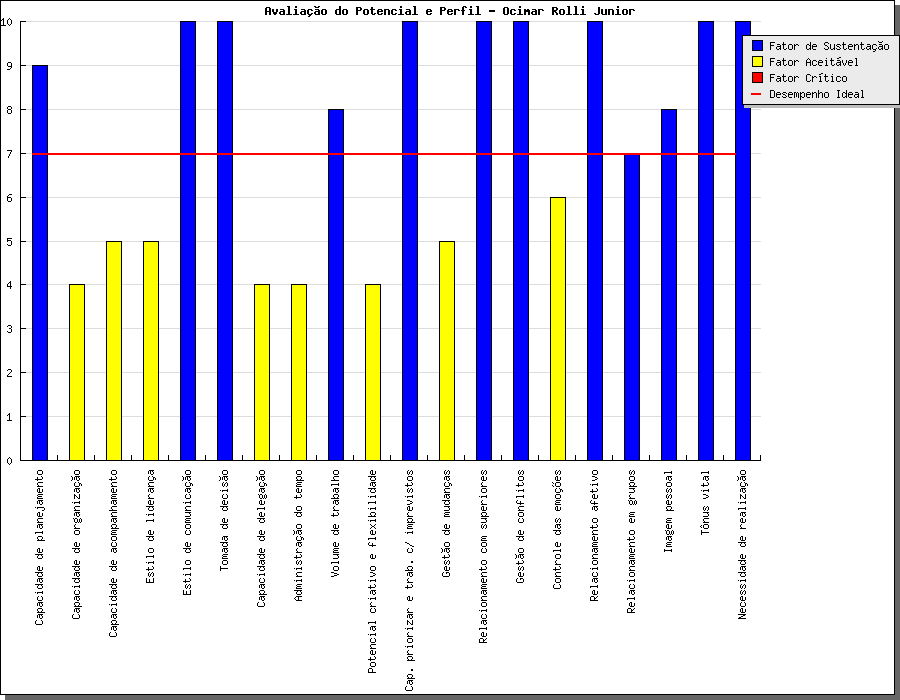 Avaliação do Potencial e Perfil - Ocimar Rolli Junior
Fator de Sustentação
Fator Aceitável
Fator Crítico
Desempenho Ideal
10
9
8
7
6
5
4
3
2
1
0
Capacidade de planejamento
Capacidade de organização
Capacidade de acompanhamento
Estilo de liderança
Estilo de comunicação
Tomada de decisão
Capacidade de delegação
Administração do tempo
Volume de trabalho
Potencial criativo e flexibilidade
Cap. priorizar e trab. c/ imprevistos
Gestão de mudanças
Relacionamento com superiores
Gestão de conflitos
Controle das emoções
Relacionamento afetivo
Relacionamento em grupos
Imagem pessoal
Tônus vital
Necessidade de realização